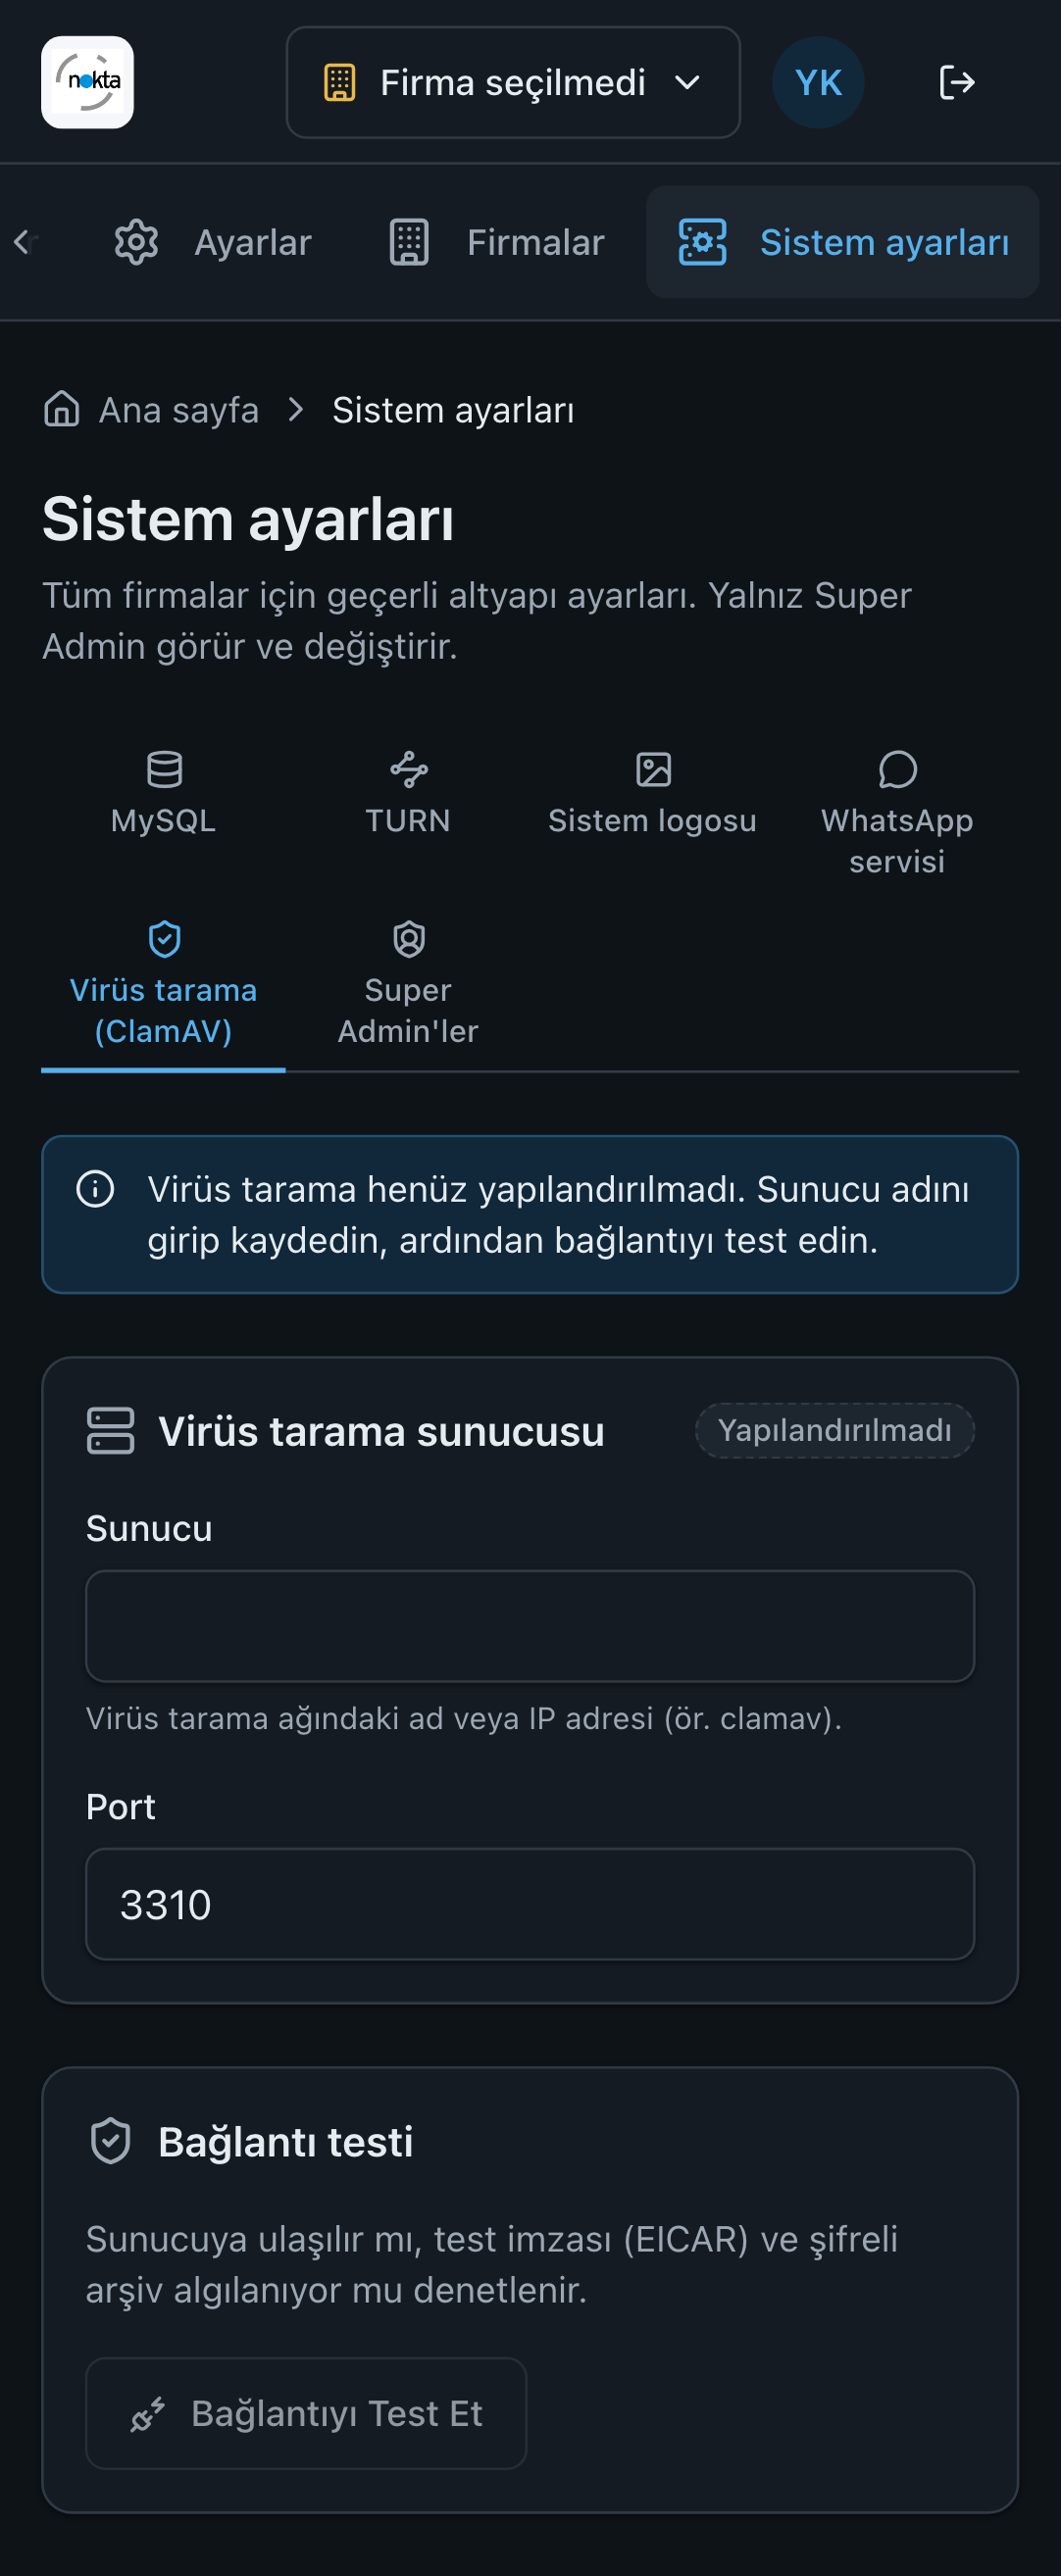 nokta
Firma seçilmedi
YK
Ayarlar
Firmalar
Sistem ayarları
Ana sayfa
Sistem ayarları
Sistem ayarları
Tüm firmalar için geçerli altyapı ayarları. Yalnız Super
Admin görür ve değiştirir.
MySQL
TURN
Sistem logosu
WhatsApp
servisi
Virüs tarama
(ClamAV)
Super
Admin'ler
Virüs tarama henüz yapılandırılmadı. Sunucu adını
girip kaydedin, ardından bağlantıyı test edin.
Virüs tarama sunucusu
Yapılandırılmadı
Sunucu
Virüs tarama ağındaki ad veya IP adresi (ör. clamav).
Port
3310
Bağlantı testi
Sunucuya ulaşılır mı, test imzası (EICAR) ve şifreli
arşiv algılanıyor mu denetlenir.
Bağlantıyı Test Et